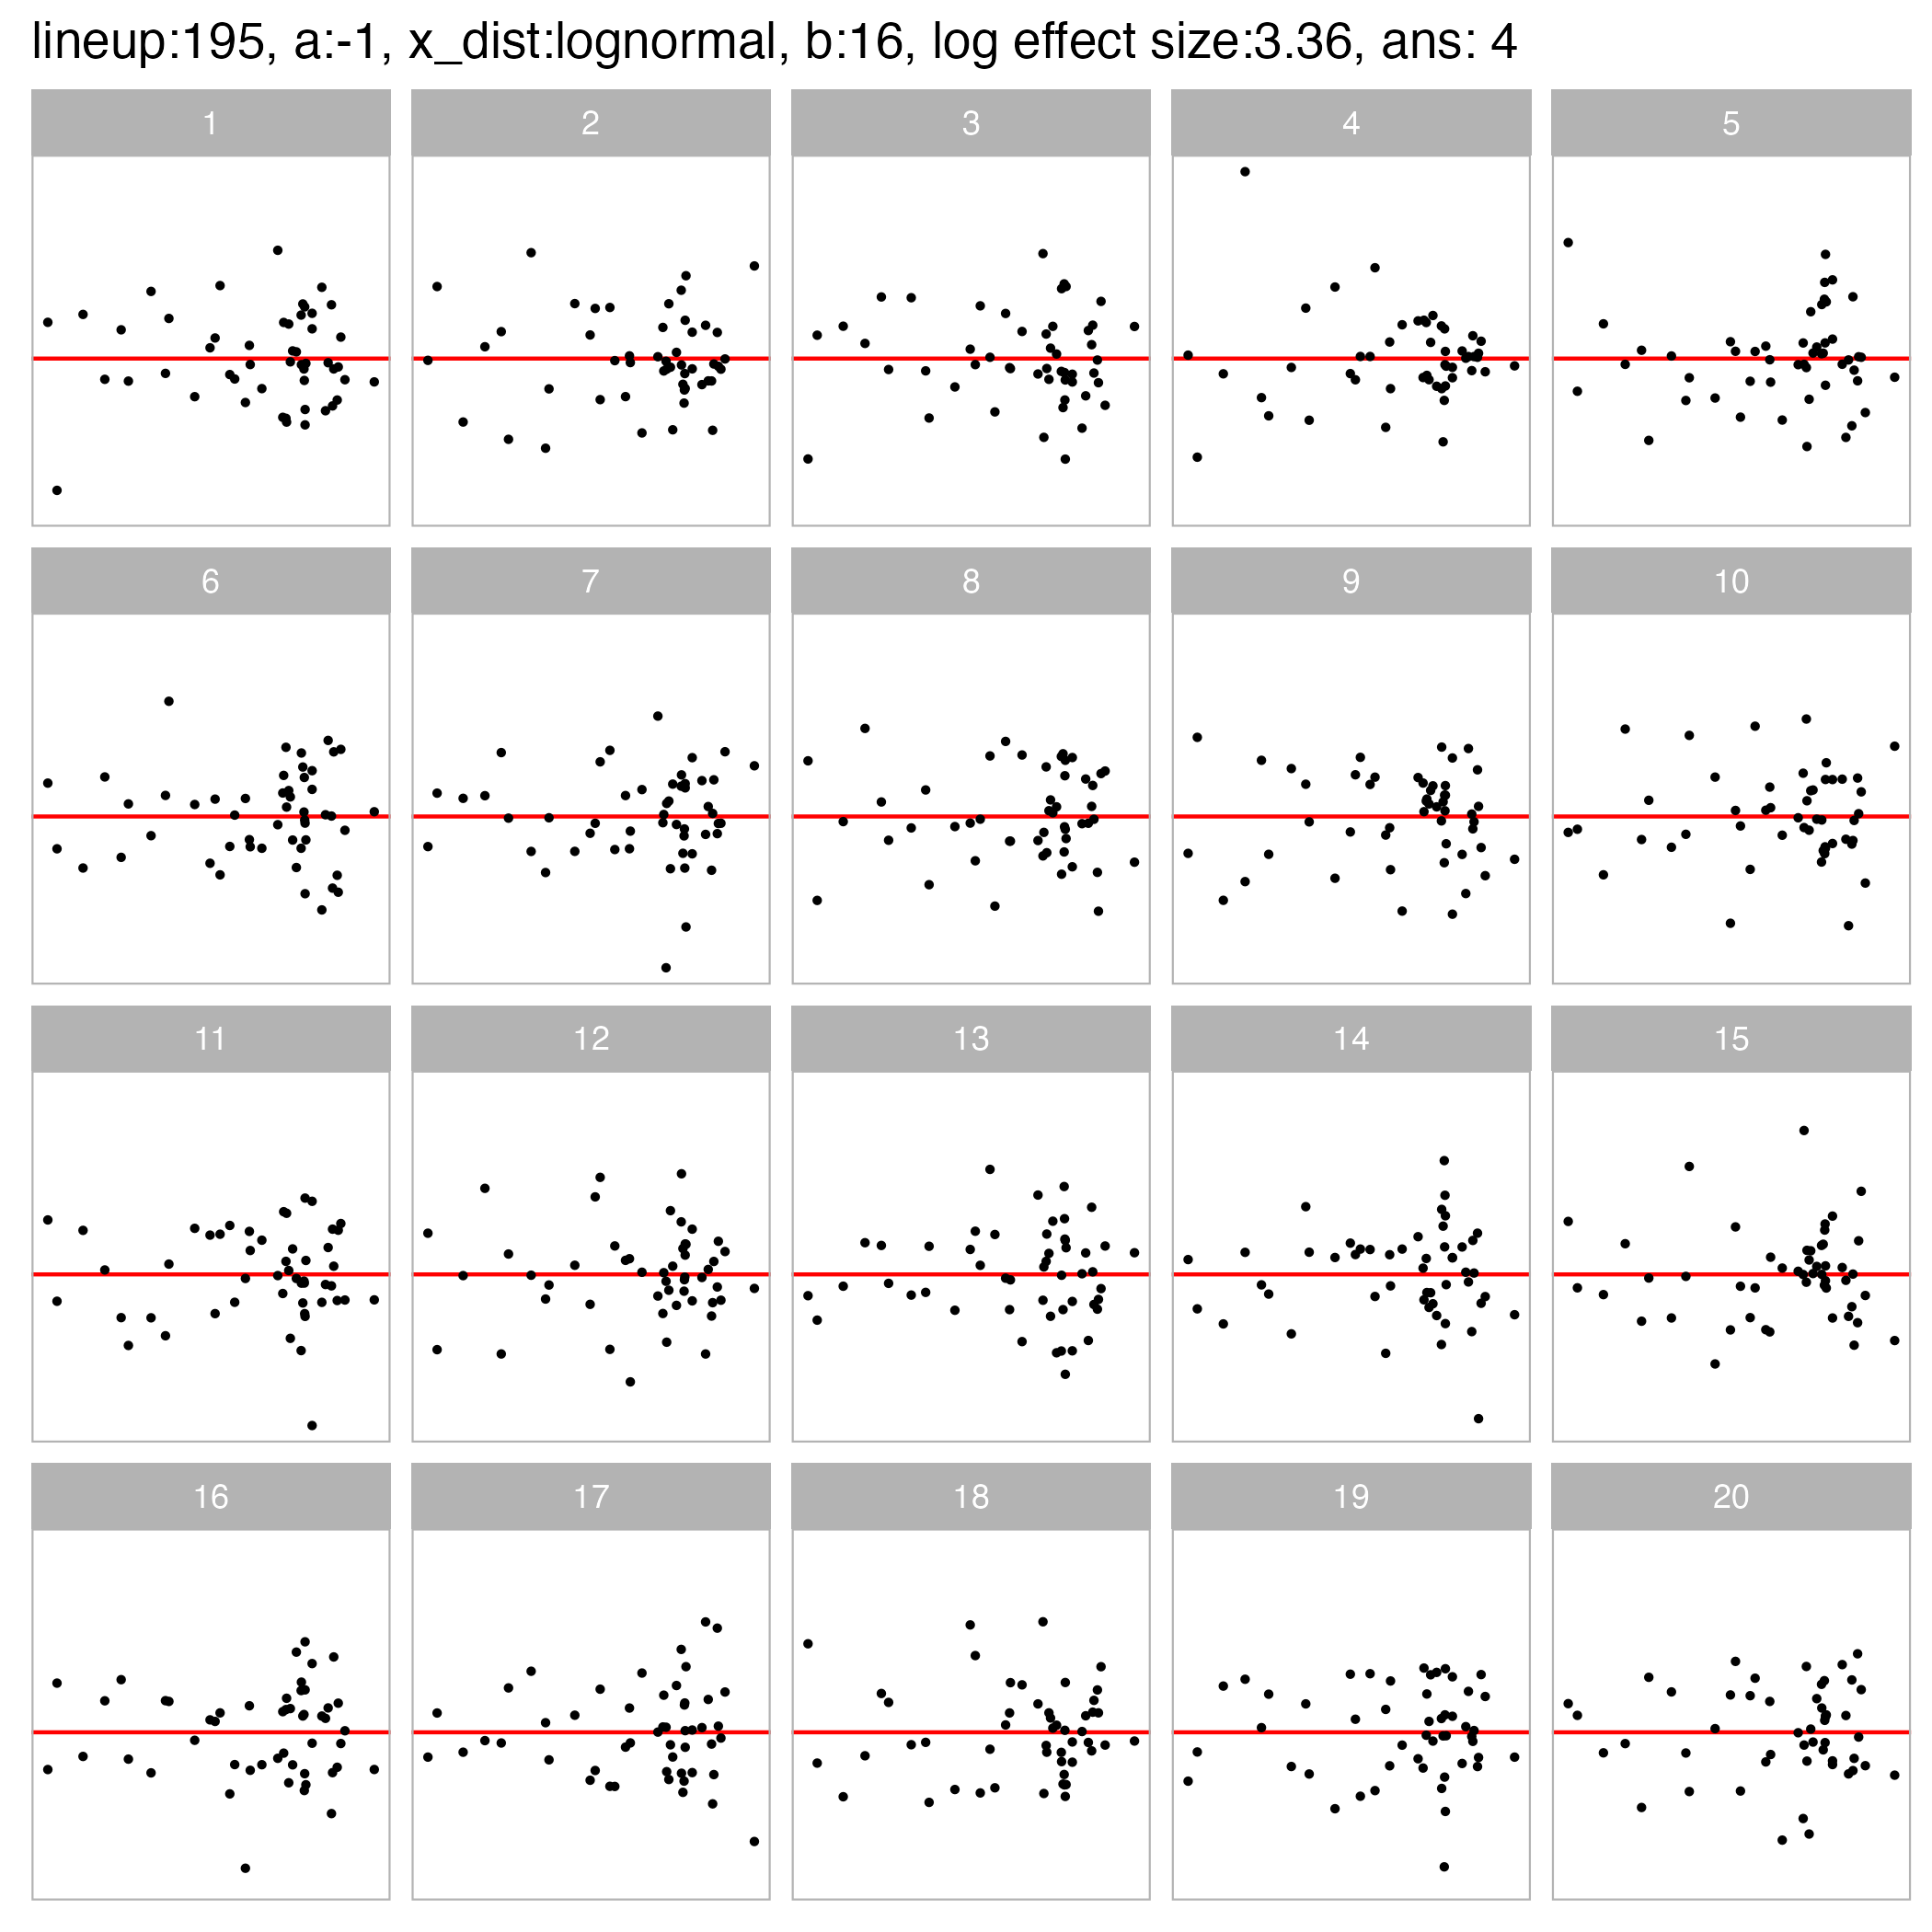 lineup:195, a:-1, x_dist:lognormal, b:16, log effect size:3.36, ans: 4
1 2 3 4 5
6 7 8 9 10
11 12 13 14 15
16 17 18 19 20